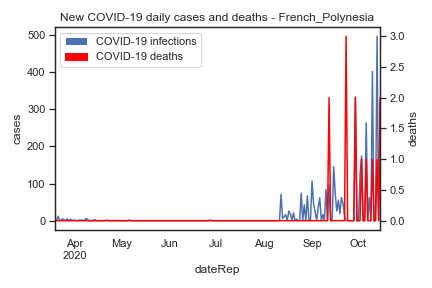 New COVID-19 daily cases and deaths - French_Polynesia
COVID-19 infections
COVID-19 deaths
500
400
300
200
100
0
cases
3.0
2.5
2.0
1.5
1.0
0.5
0.0
deaths
Apr May Jun Jul Aug Sep Oct
2020
dateRep